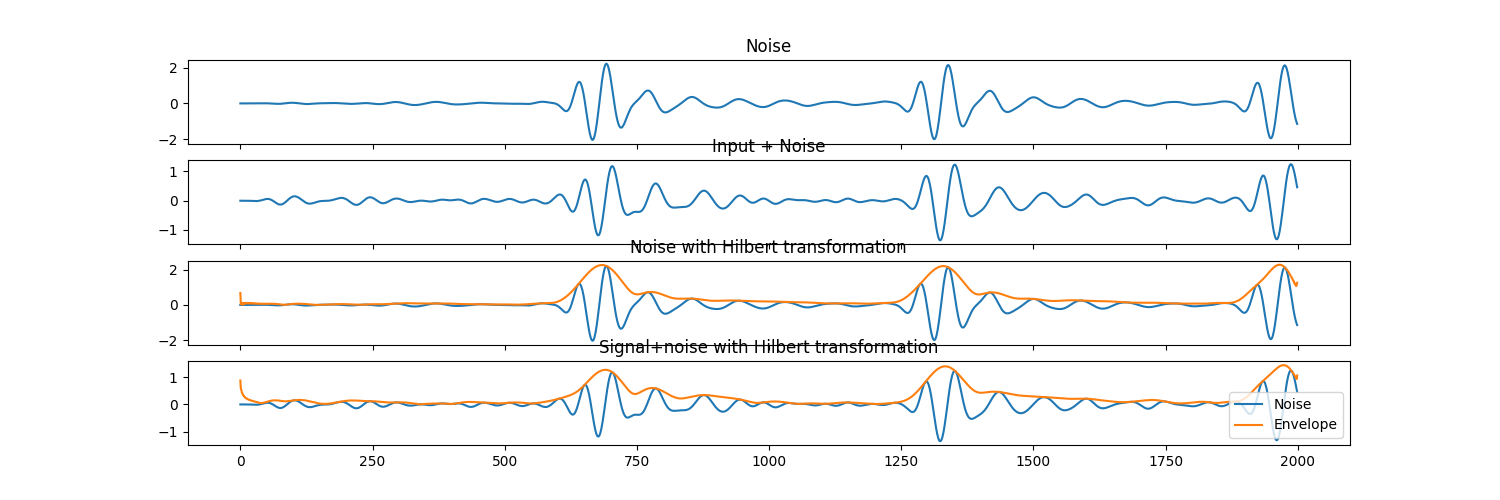 Noise
2
0
−2
Input + Noise
1
0
−1
Noise with Hilbert transformation
2
0
−2
Signal+noise with Hilbert transformation
1
0
−1
Noise
Envelope
0 250 500 750 1000 1250 1500 1750 2000